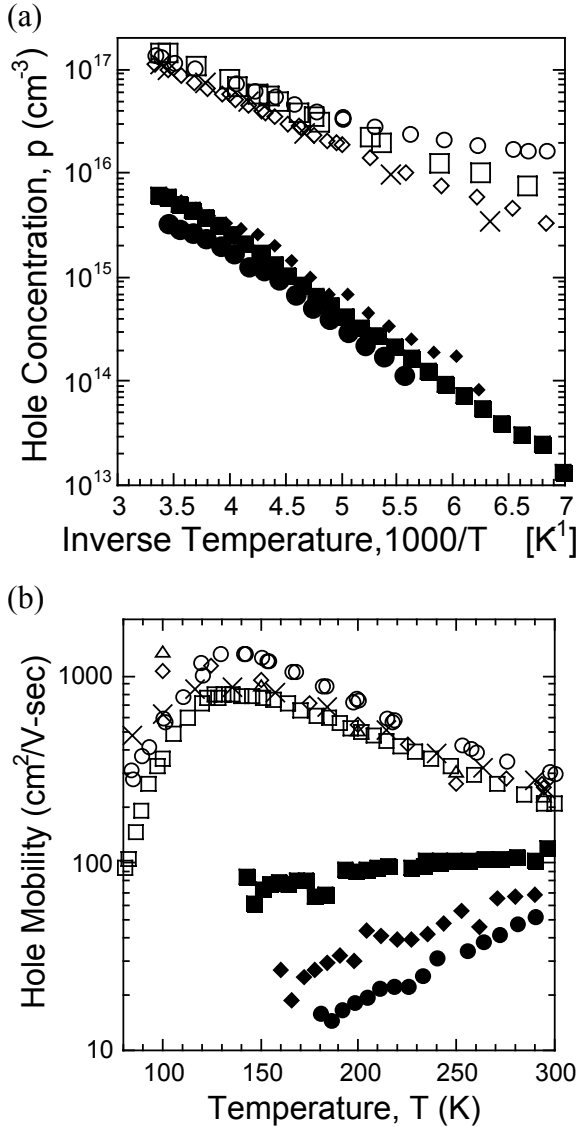 (a)
Hole Concentration, p (cm-3)
10^17
10^16
10^15
10^14
10^13
3 3.5 4 4.5 5 5.5 6 6.5 7
Inverse Temperature,1000/T [K^1]
(b)
Hole Mobility (cm^2/V-sec)
1000
100
10
100 150 200 250 300
Temperature, T (K)